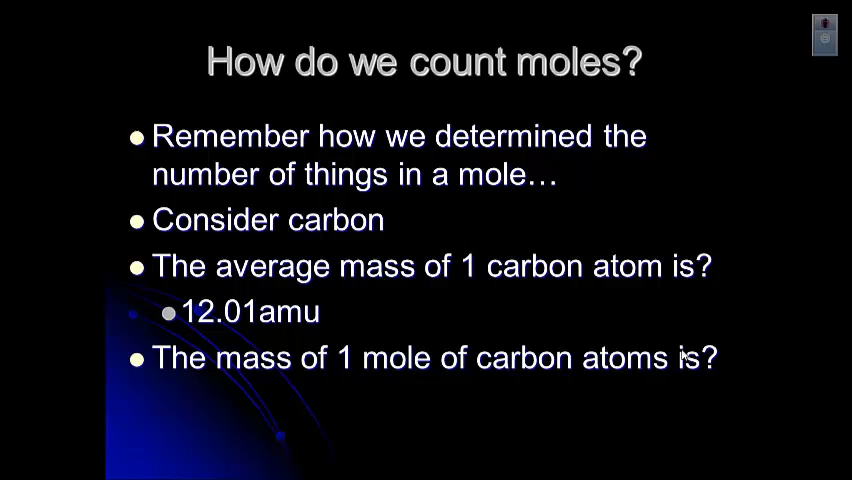 How do we count moles?
Remember how we determined the
number of things in a mole…
Consider carbon
The average mass of 1 carbon atom is?
12.01amu
The mass of 1 mole of carbon atoms is?